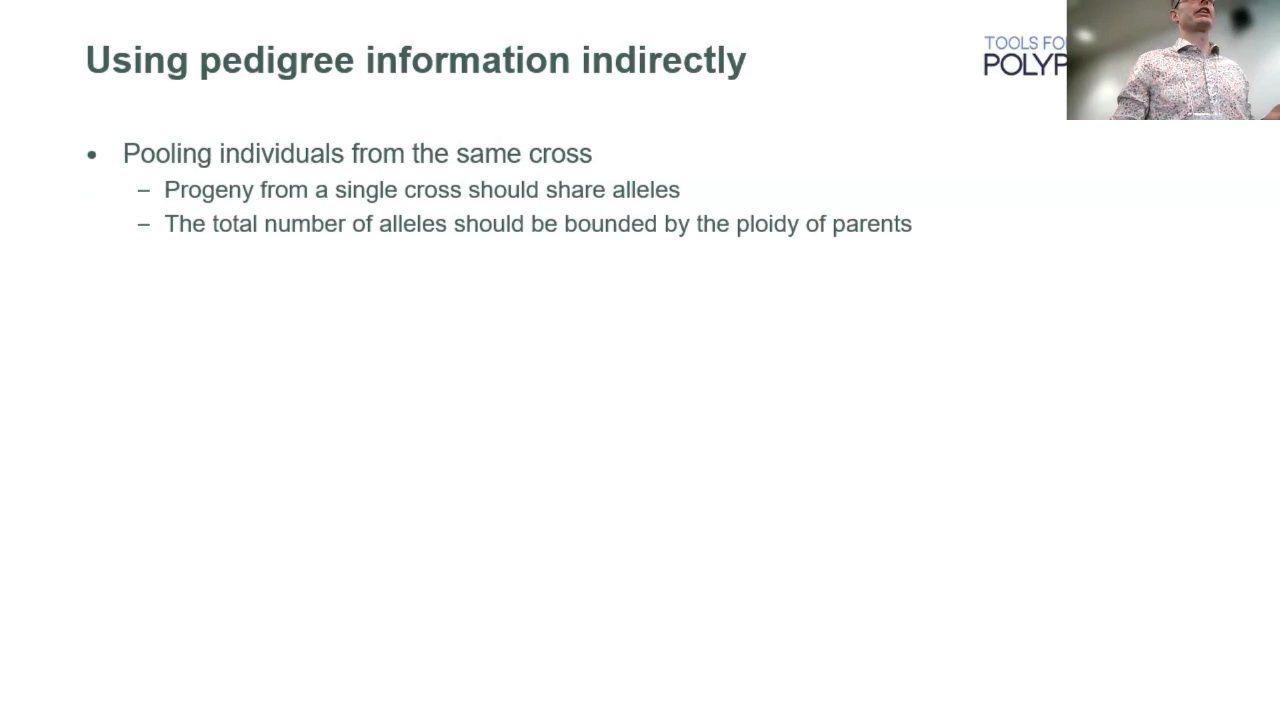 Using pedigree information indirectly
TOOLS FO
POLYP
• Pooling individuals from the same cross
– Progeny from a single cross should share alleles
– The total number of alleles should be bounded by the ploidy of parents